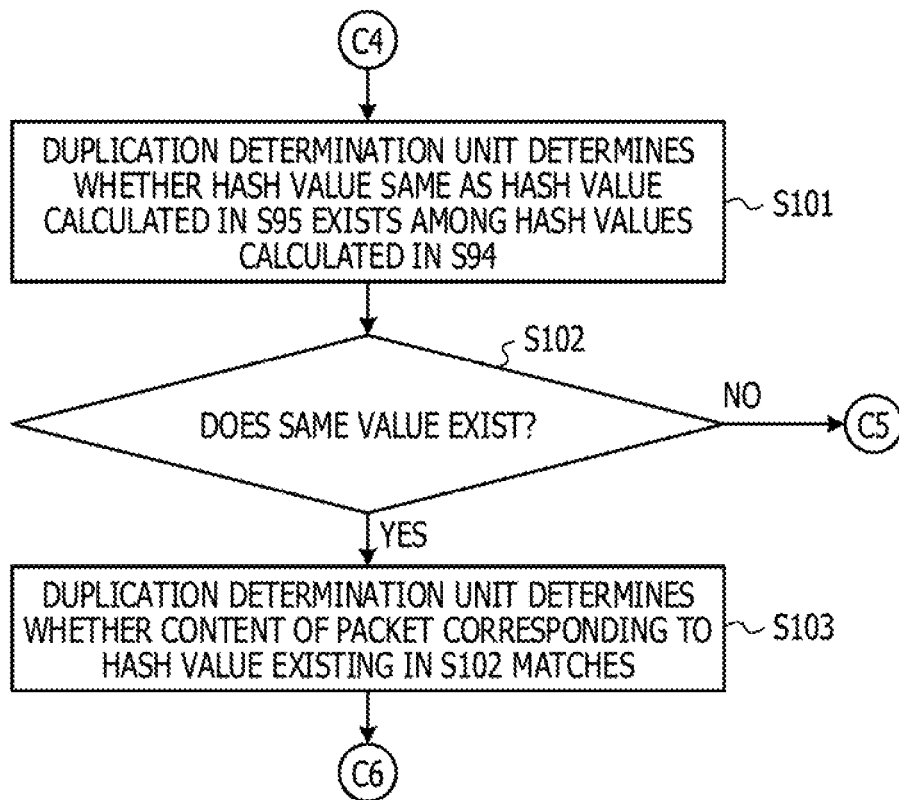 C4
DUPLICATION DETERMINATION UNIT DETERMINES
WHETHER HASH VALUE SAME AS HASH VALUE
CALCULATED IN S95 EXISTS AMONG HASH VALUES
CALCULATED IN S94
S101
S102
DOES SAME VALUE EXIST?
NO
C5
YES
DUPLICATION DETERMINATION UNIT DETERMINES
WHETHER CONTENT OF PACKET CORRESPONDING TO
HASH VALUE EXISTING IN S102 MATCHES
S103
C6